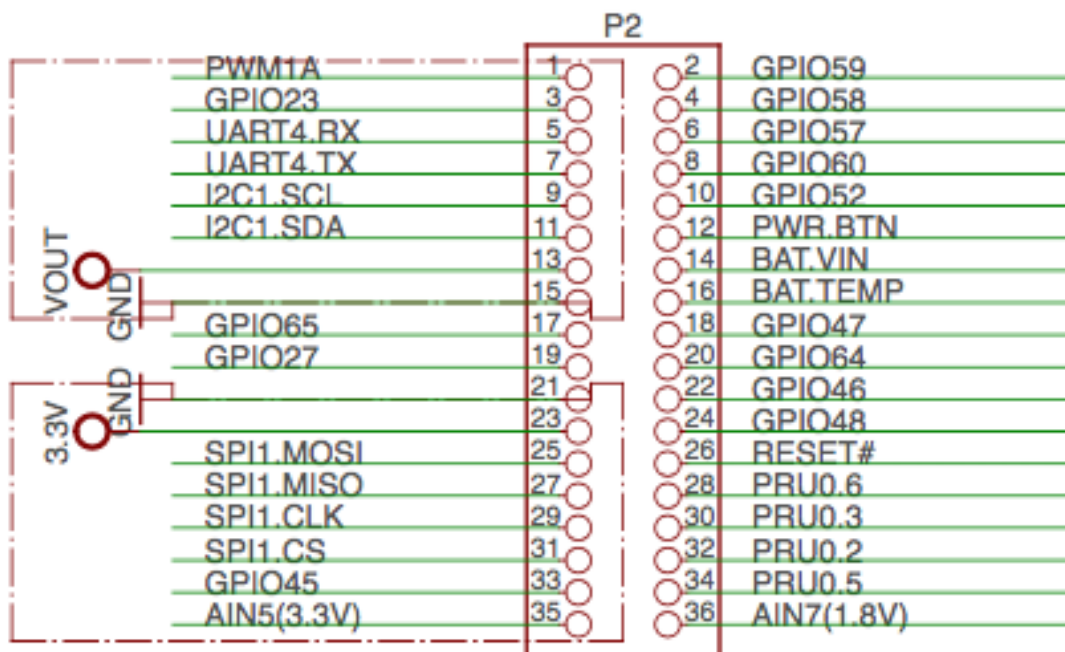 P2
PWM1A 1 2 GPIO59
GPIO23 3 4 GPIO58
UART4.RX 5 6 GPIO57
UART4.TX 7 8 GPIO60
I2C1.SCL 9 10 GPIO52
I2C1.SDA 11 12 PWR.BTN
VOUT 13 14 BAT.VIN
GND 15 16 BAT.TEMP
GPIO65 17 18 GPIO47
GPIO27 19 20 GPIO64
GND 21 22 GPIO46
3.3V 23 24 GPIO48
SPI1.MOSI 25 26 RESET#
SPI1.MISO 27 28 PRU0.6
SPI1.CLK 29 30 PRU0.3
SPI1.CS 31 32 PRU0.2
GPIO45 33 34 PRU0.5
AIN5(3.3V) 35 36 AIN7(1.8V)